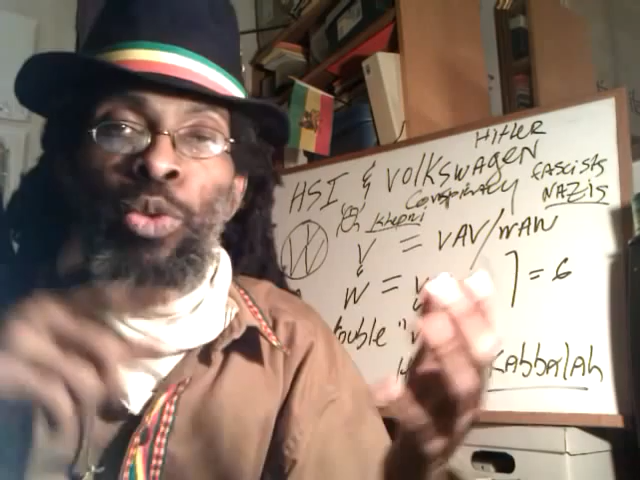 Hitler
HSI & VOLKSWAGEN
Conspiracy fascists
Khepri NAZIS
W V = VAV/WAW
&
W = V ו = 6
Double "
Kabbalah